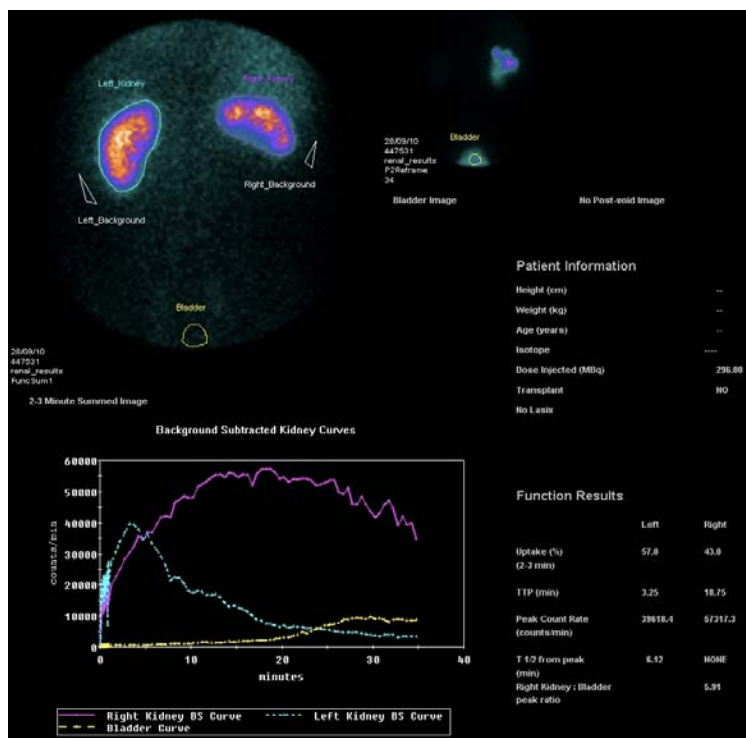 Left_Kidney
Right_Kidney
Right_Background
Left_Background
Bladder
28/09/10
447531
renal_results
FuncSum1
2-3 Minute Summed Image
Bladder
28/09/10
447531
renal_results
P2Reframe
34
Bladder Image
No Post-void Image
Patient Information
Height (cm) --
Weight (kg) --
Age (years) --
Isotope ----
Dose Injected (MBq) 296.00
Transplant NO
No Lasix
Background Subtracted Kidney Curves
counts/min
60000
50000
40000
30000
20000
10000
0
0 10 20 30 40
minutes
Right Kidney BS Curve Left Kidney BS Curve
Bladder Curve
Function Results
Left Right
Uptake (%) 57.0 43.0
(2-3 min)
TTP (min) 3.25 18.75
Peak Count Rate 39618.4 57317.3
(counts/min)
T 1/2 from peak 6.12 NONE
(min)
Right Kidney : Bladder 5.91
peak ratio